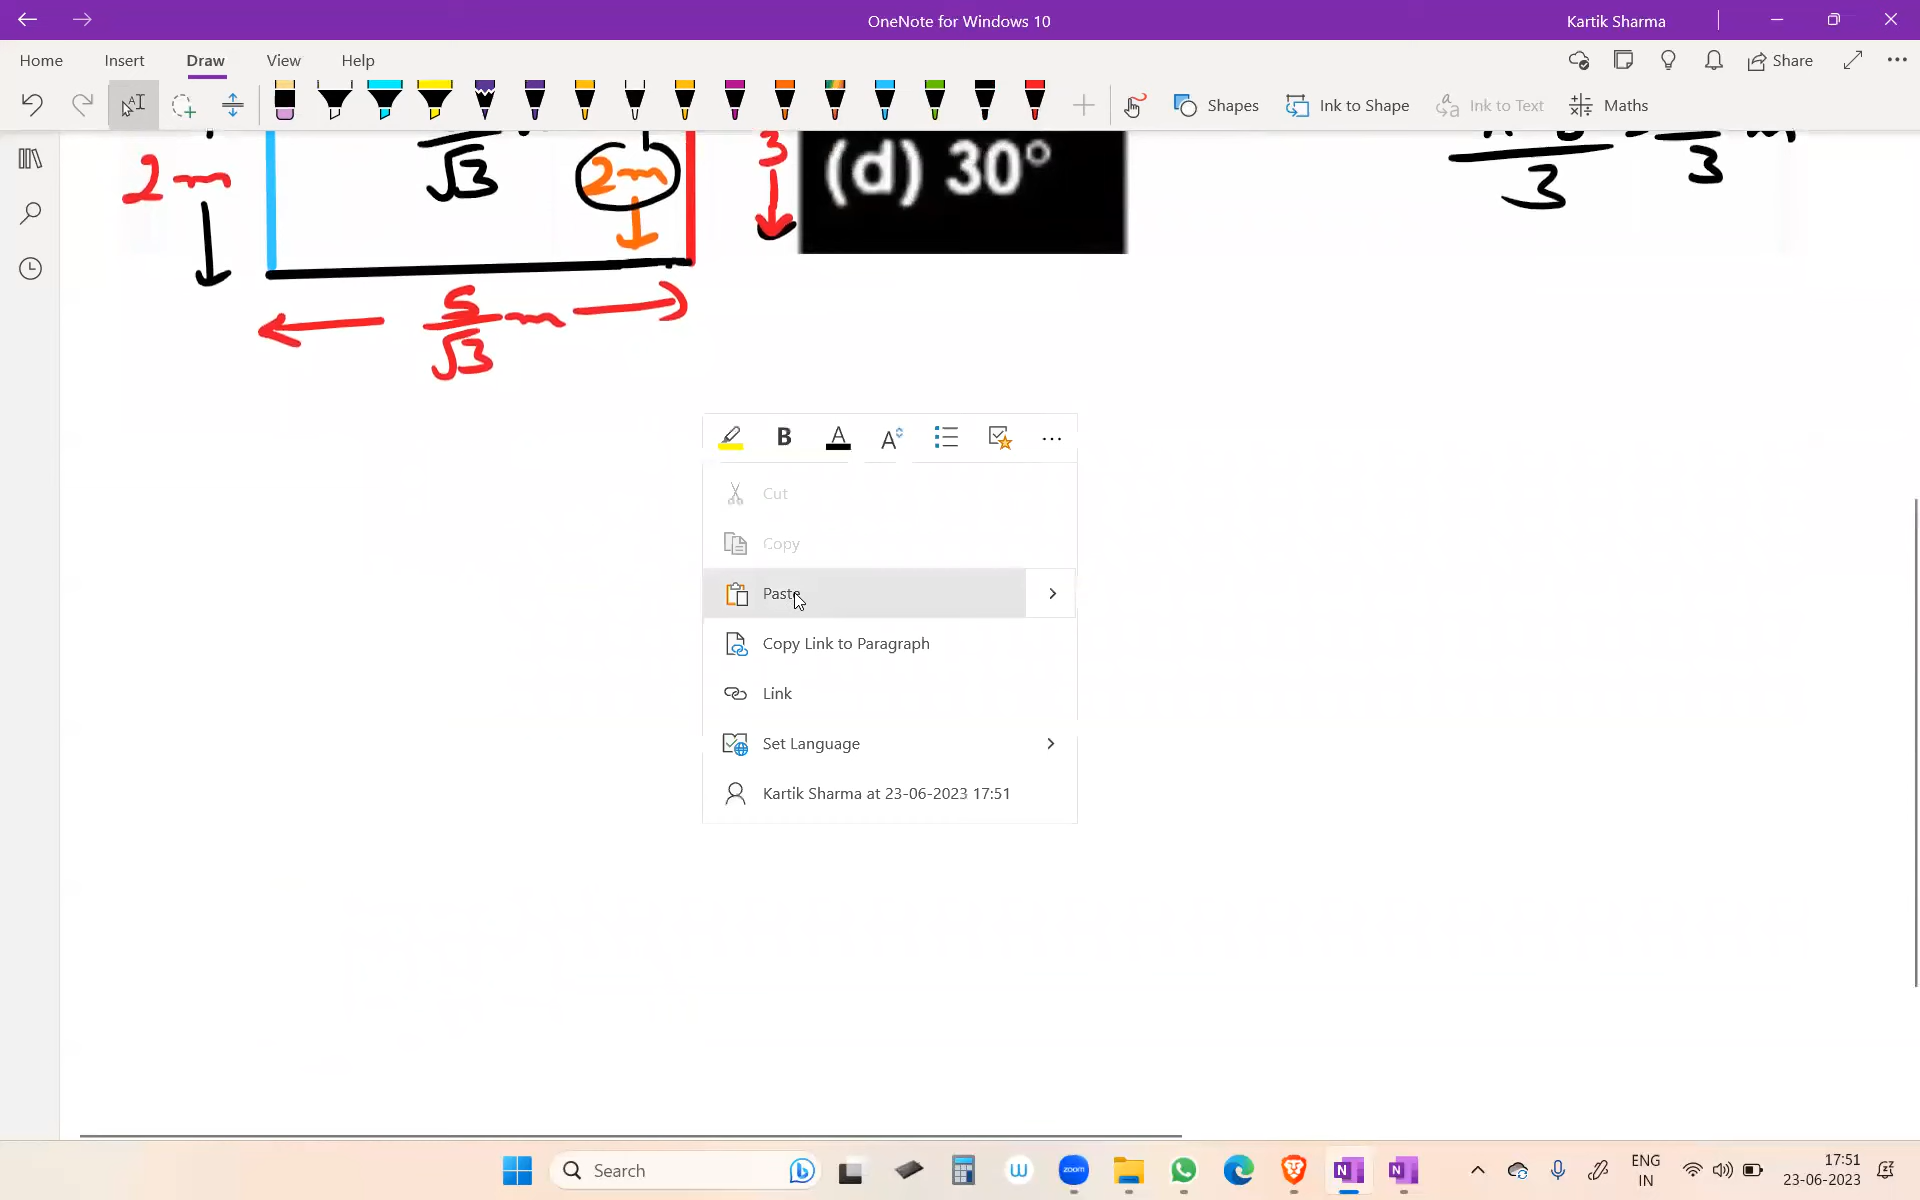 OneNote for Windows 10
Kartik Sharma
Home Insert Draw View Help
Share
Shapes Ink to Shape Ink to Text Maths
2m
√3
2m
3
(d) 30°
3
3
5
√3 m
B A A
Cut
Copy
Paste
Copy Link to Paragraph
Link
Set Language
Kartik Sharma at 23-06-2023 17:51
Search
zoom
ENG
IN
17:51
23-06-2023